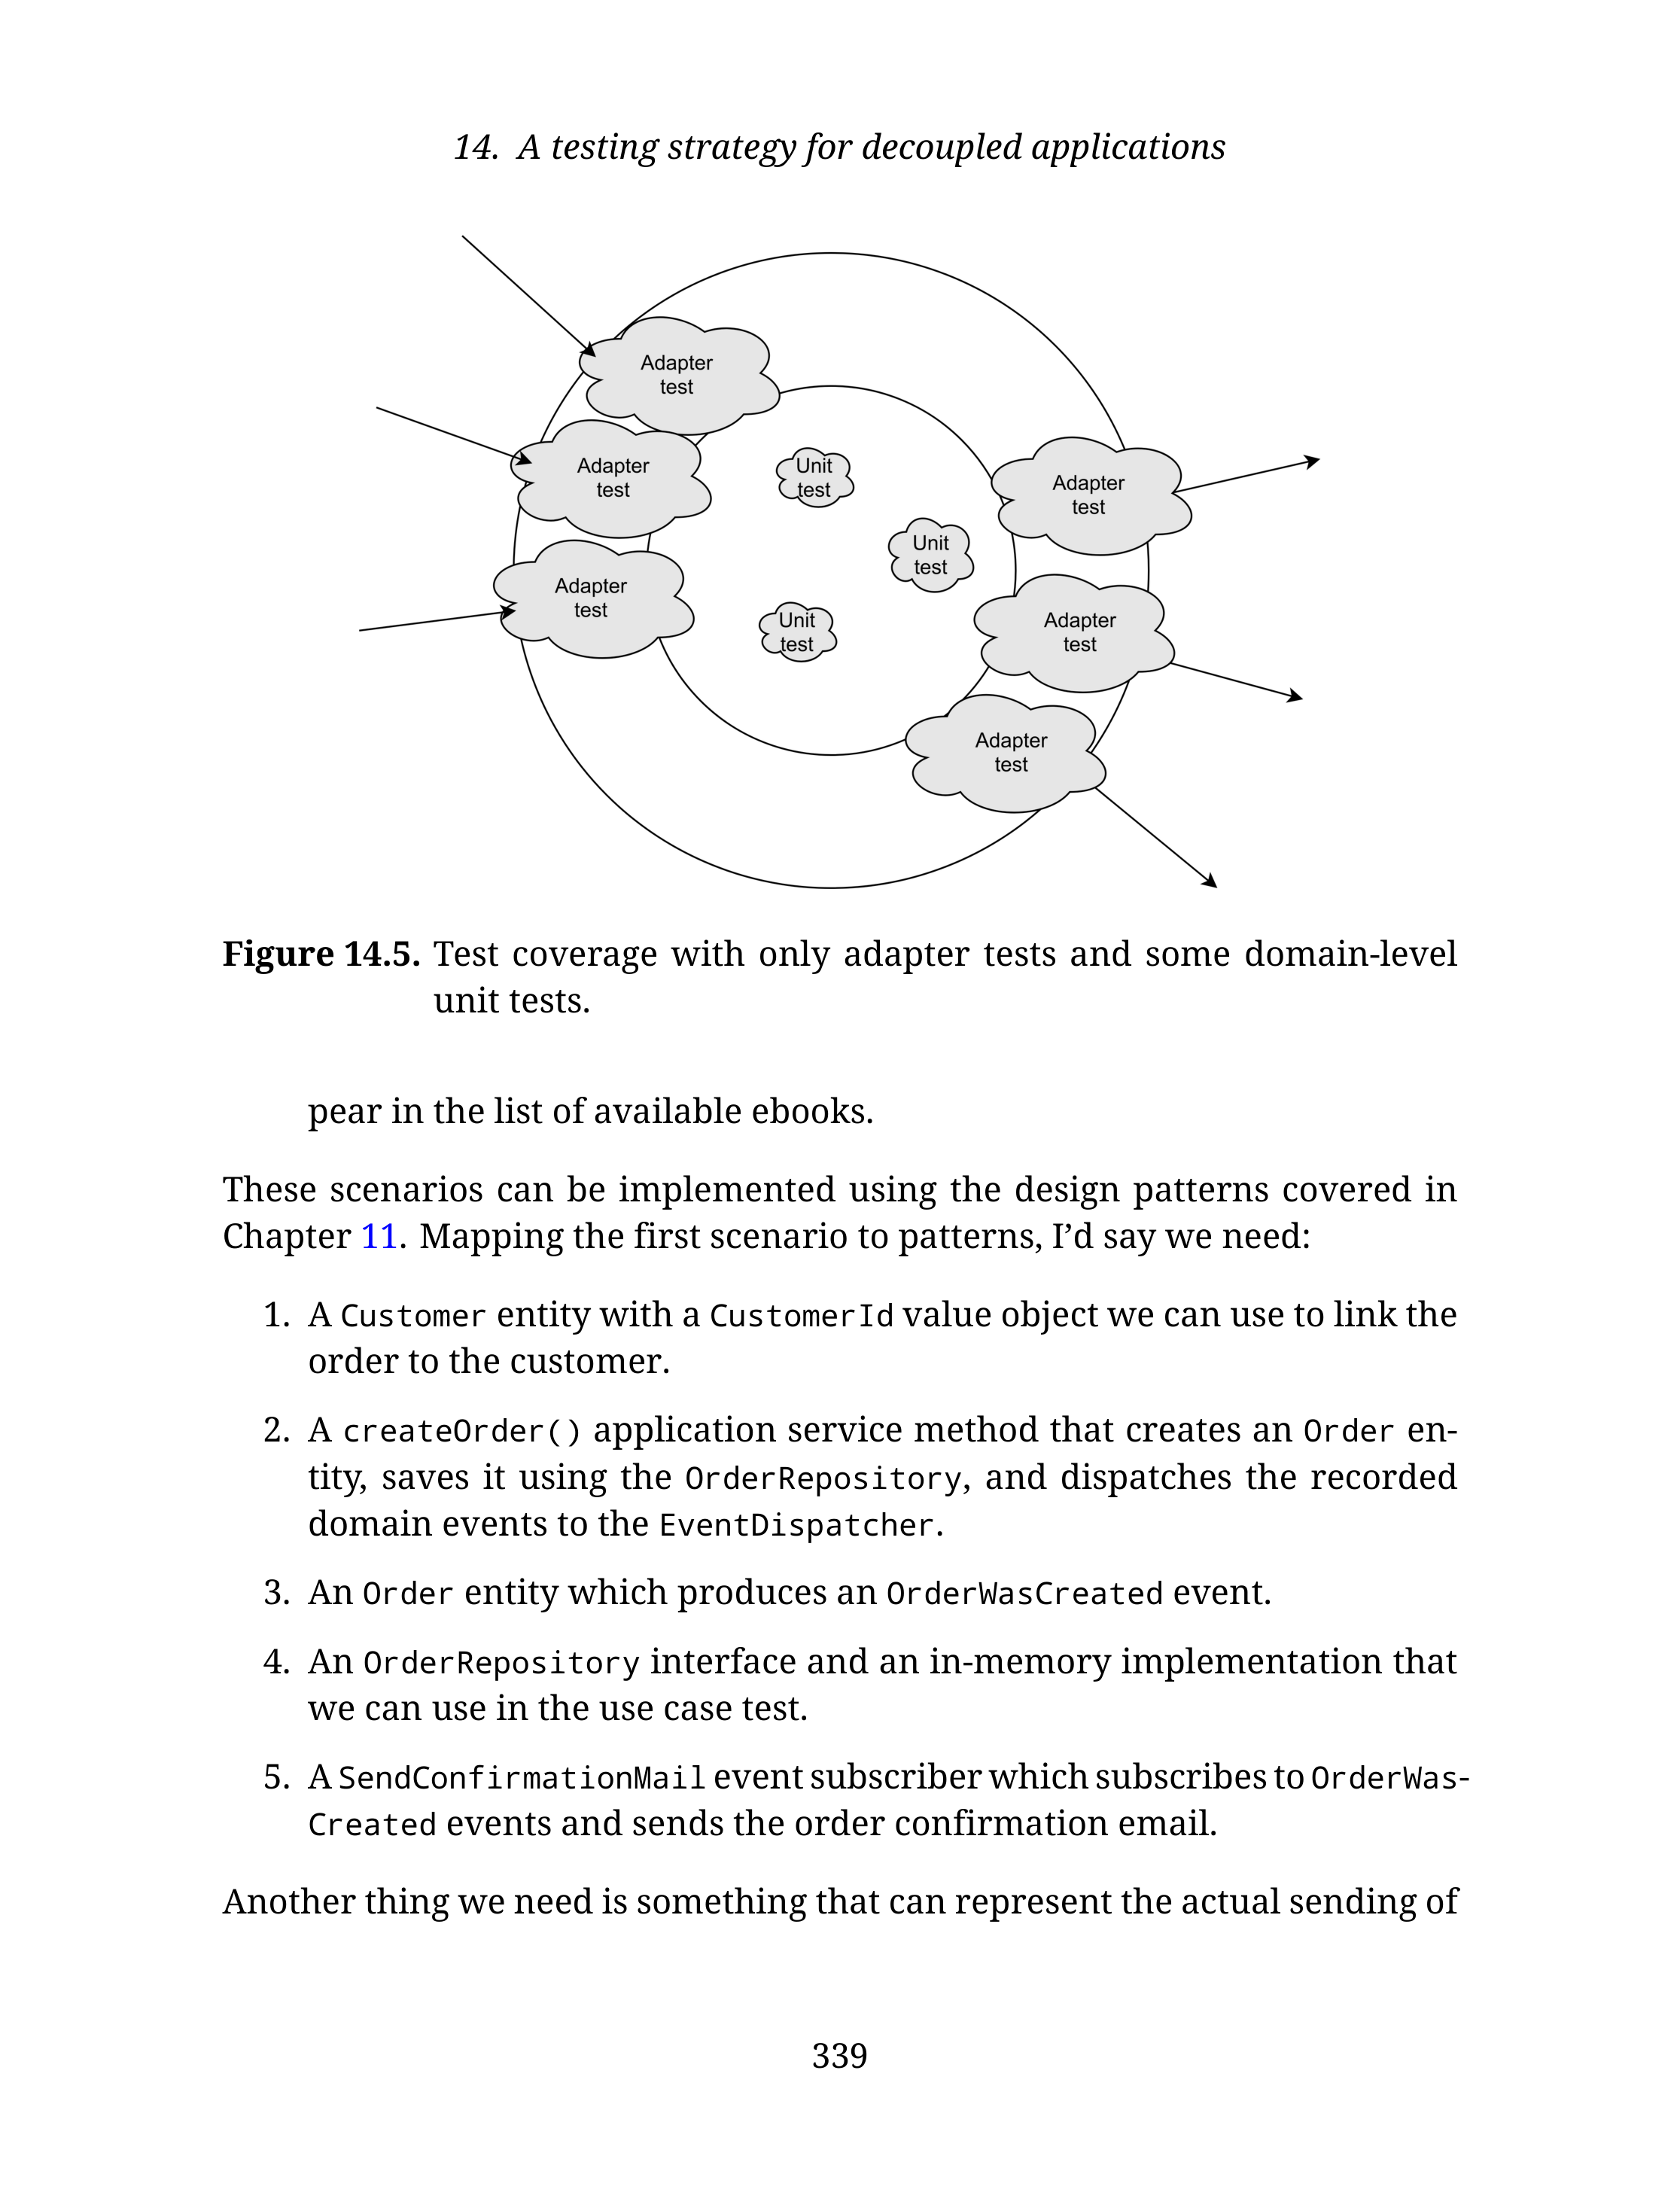 14. A testing strategy for decoupled applications
Adapter
test
Adapter
test
Adapter
test
Unit
test
Unit
test
Unit
test
Adapter
test
Adapter
test
Adapter
test
Figure 14.5. Test coverage with only adapter tests and some domain-level
unit tests.
pear in the list of available ebooks.
These scenarios can be implemented using the design patterns covered in
Chapter 11. Mapping the first scenario to patterns, I’d say we need:
1. A Customer entity with a CustomerId value object we can use to link the
order to the customer.
2. A createOrder() application service method that creates an Order en-
tity, saves it using the OrderRepository, and dispatches the recorded
domain events to the EventDispatcher.
3. An Order entity which produces an OrderWasCreated event.
4. An OrderRepository interface and an in-memory implementation that
we can use in the use case test.
5. A SendConfirmationMail event subscriber which subscribes to OrderWas-
Created events and sends the order confirmation email.
Another thing we need is something that can represent the actual sending of
339